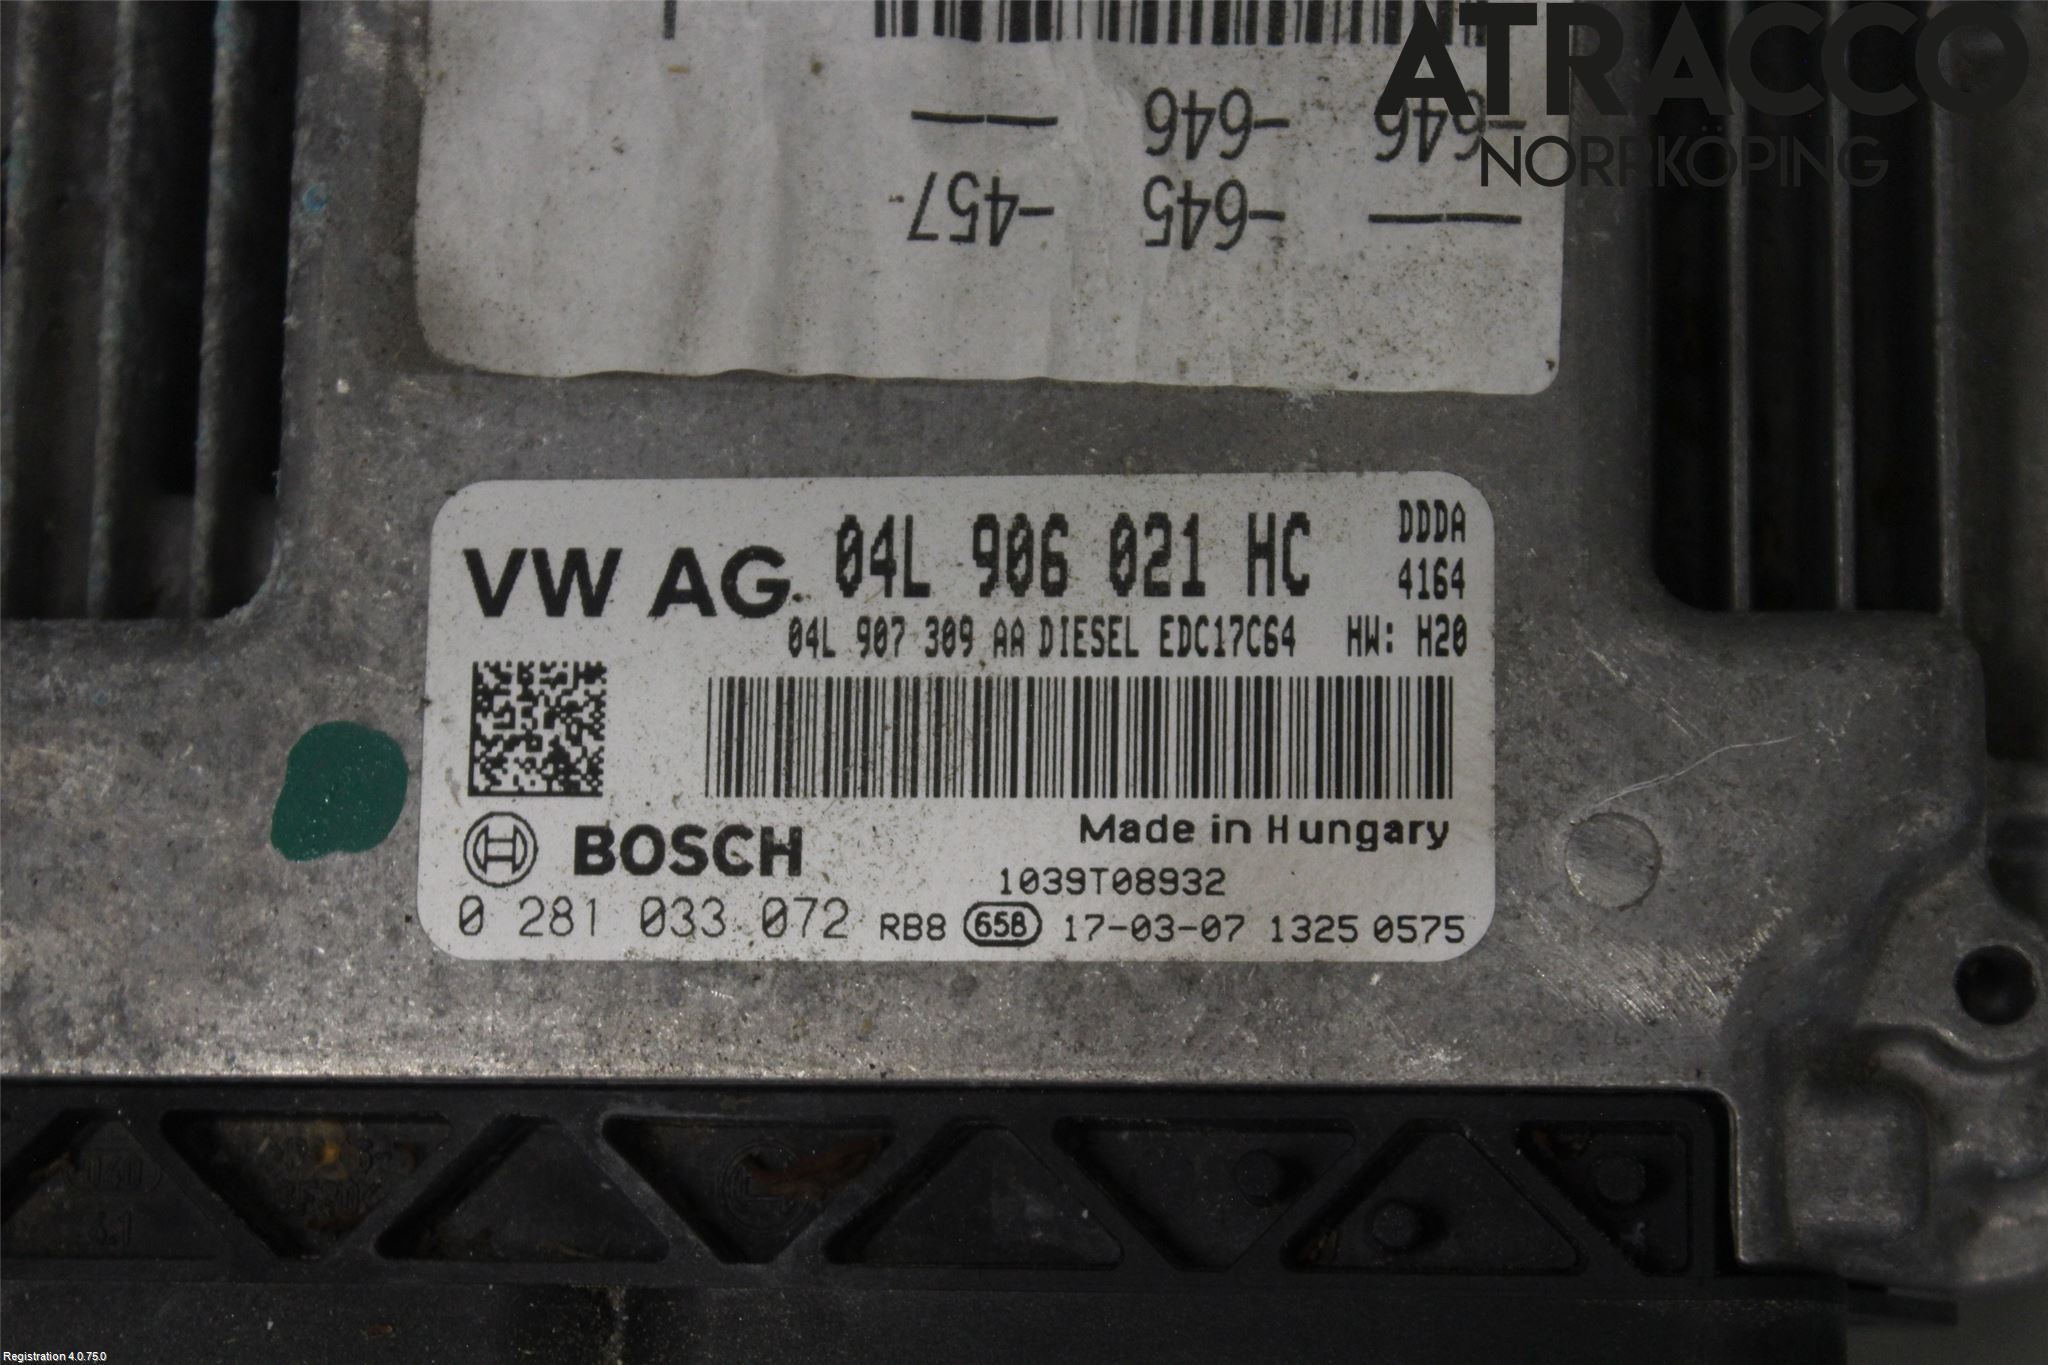 ATRACCO
NORRKÖPING
-646 -646 ——
—— -645 -457
VW AG. 04L 906 021 HC DDDA
4164
04L 907 309 AA DIESEL EDC17C64 HW: H20
BOSCH
Made in Hungary
1039T08932
0 281 033 072 RB8 658 17-03-07 1325 0575
Registration 4.0.75.0